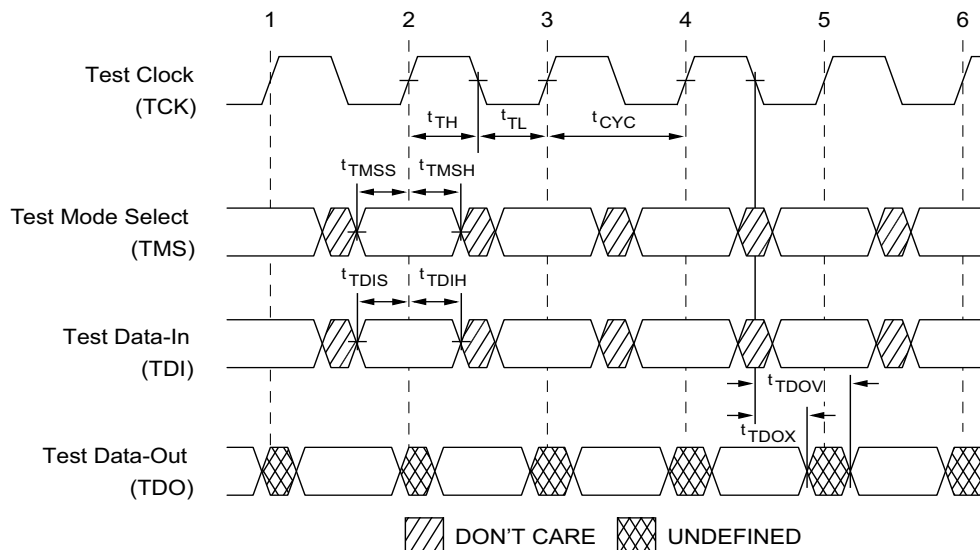 1 2 3 4 5 6
Test Clock
(TCK)
tTH tTL tCYC
tTMSS tTMSH
Test Mode Select
(TMS)
tTDIS tTDIH
Test Data-In
(TDI)
tTDOV
tTDOX
Test Data-Out
(TDO)
DON'T CARE UNDEFINED